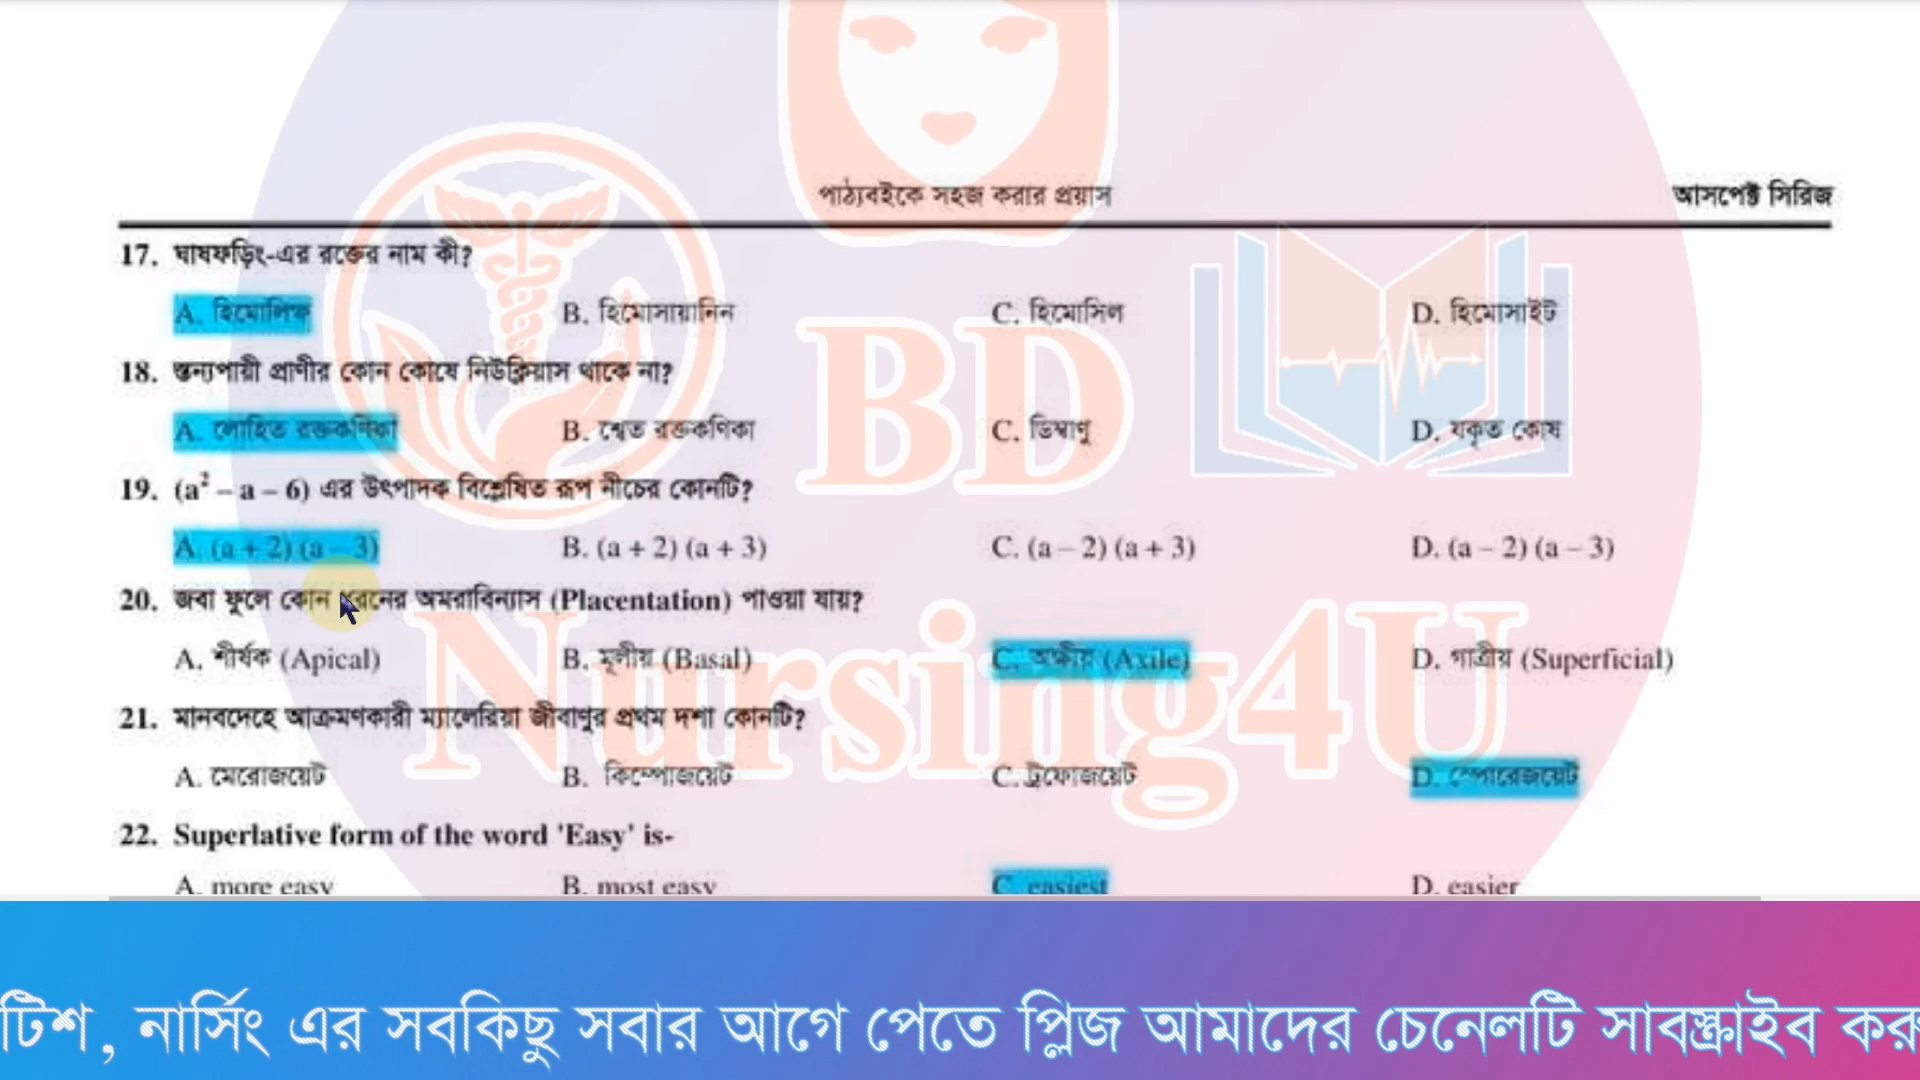 পাঠ্যবইকে সহজ করার প্রয়াস
আসপেক্ট সিরিজ
17. ঘাষফড়িং-এর রক্তের নাম কী?
A. হিমোলিম্ফ B. হিমোসায়ানিন C. হিমোসিল D. হিমোসাইট
18. স্তন্যপায়ী প্রাণীর কোন কোষে নিউক্লিয়াস থাকে না?
A. লোহিত রক্তকণিকা B. শ্বেত রক্তকণিকা C. ডিম্বাণু D. যকৃত কোষ
19. (a² – a – 6) এর উৎপাদক বিশ্লেষিত রূপ নীচের কোনটি?
A. (a + 2) (a – 3) B. (a + 2) (a + 3) C. (a – 2) (a + 3) D. (a – 2) (a – 3)
20. জবা ফুলে কোন ধরনের অমরাবিন্যাস (Placentation) পাওয়া যায়?
A. শীর্ষক (Apical) B. মূলীয় (Basal) C. অক্ষীয় (Axile) D. গাত্রীয় (Superficial)
21. মানবদেহে আক্রমণকারী ম্যালেরিয়া জীবাণুর প্রথম দশা কোনটি?
A. মেরোজয়েট B. কিম্পোজয়েট C. ট্রফোজয়েট D. স্পোরোজয়েট
22. Superlative form of the word 'Easy' is-
A. more easy B. most easy C. easiest D. easier
BD
Nursing4U
টিশ, নার্সিং এর সবকিছু সবার আগে পেতে প্লিজ আমাদের চেনেলটি সাবস্ক্রাইব করু